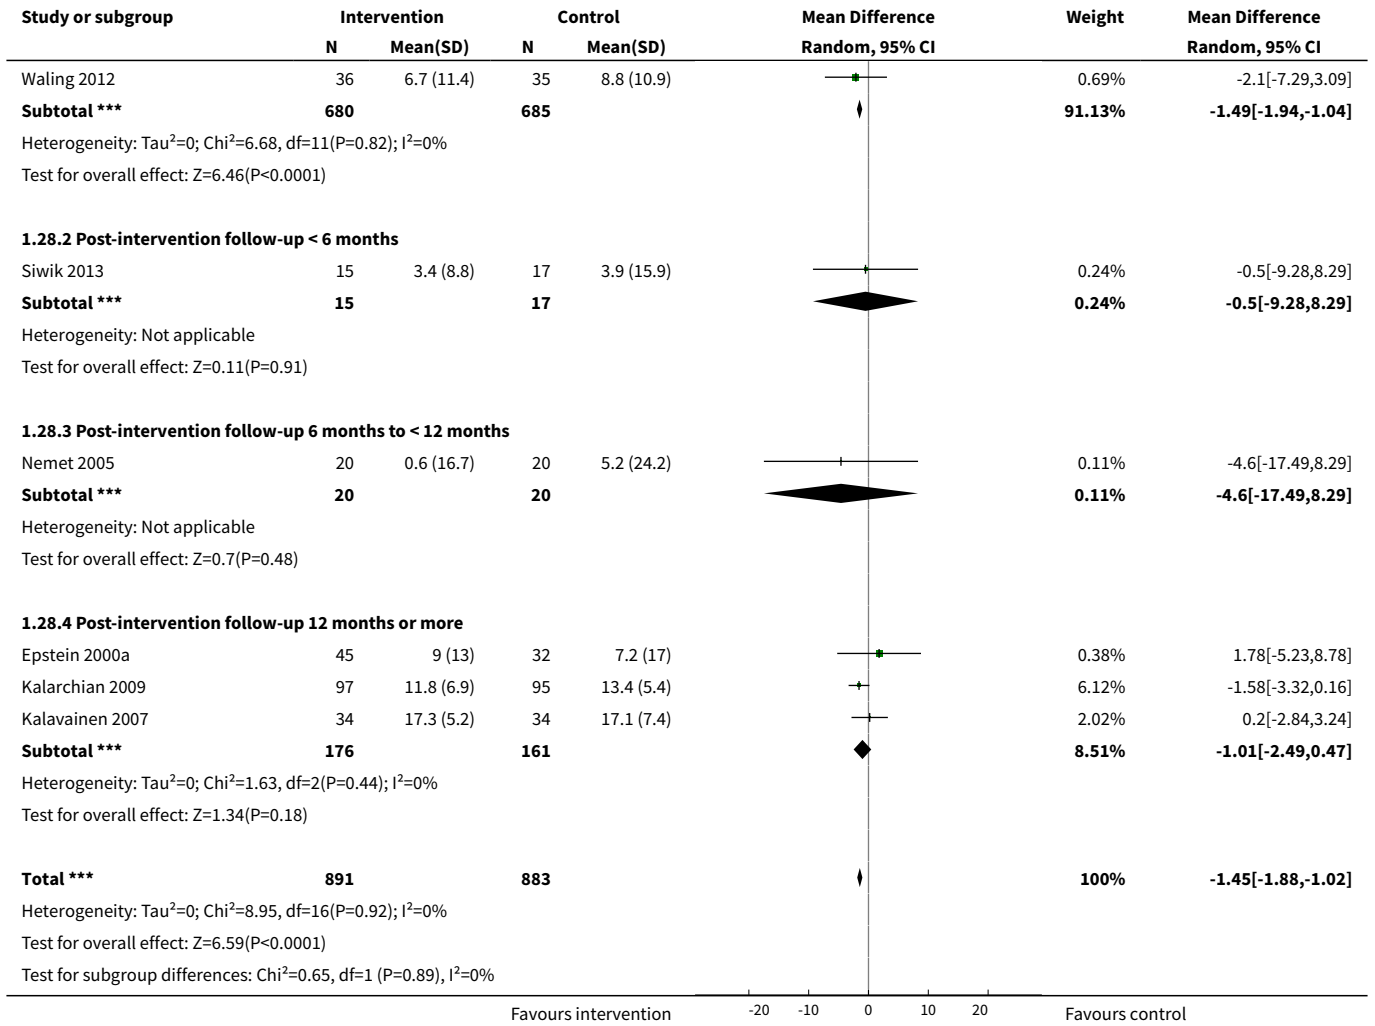 Study or subgroup Intervention Control Mean Difference Weight Mean Difference
N Mean(SD) N Mean(SD) Random, 95% CI Random, 95% CI
Waling 2012 36 6.7 (11.4) 35 8.8 (10.9) 0.69% -2.1[-7.29,3.09]
Subtotal *** 680 685 91.13% -1.49[-1.94,-1.04]
Heterogeneity: Tau²=0; Chi²=6.68, df=11(P=0.82); I²=0%
Test for overall effect: Z=6.46(P<0.0001)
1.28.2 Post-intervention follow-up < 6 months
Siwik 2013 15 3.4 (8.8) 17 3.9 (15.9) 0.24% -0.5[-9.28,8.29]
Subtotal *** 15 17 0.24% -0.5[-9.28,8.29]
Heterogeneity: Not applicable
Test for overall effect: Z=0.11(P=0.91)
1.28.3 Post-intervention follow-up 6 months to < 12 months
Nemet 2005 20 0.6 (16.7) 20 5.2 (24.2) 0.11% -4.6[-17.49,8.29]
Subtotal *** 20 20 0.11% -4.6[-17.49,8.29]
Heterogeneity: Not applicable
Test for overall effect: Z=0.7(P=0.48)
1.28.4 Post-intervention follow-up 12 months or more
Epstein 2000a 45 9 (13) 32 7.2 (17) 0.38% 1.78[-5.23,8.78]
Kalarchian 2009 97 11.8 (6.9) 95 13.4 (5.4) 6.12% -1.58[-3.32,0.16]
Kalavainen 2007 34 17.3 (5.2) 34 17.1 (7.4) 2.02% 0.2[-2.84,3.24]
Subtotal *** 176 161 8.51% -1.01[-2.49,0.47]
Heterogeneity: Tau²=0; Chi²=1.63, df=2(P=0.44); I²=0%
Test for overall effect: Z=1.34(P=0.18)
Total *** 891 883 100% -1.45[-1.88,-1.02]
Heterogeneity: Tau²=0; Chi²=8.95, df=16(P=0.92); I²=0%
Test for overall effect: Z=6.59(P<0.0001)
Test for subgroup differences: Chi²=0.65, df=1 (P=0.89), I²=0%
Favours intervention -20 -10 0 10 20 Favours control